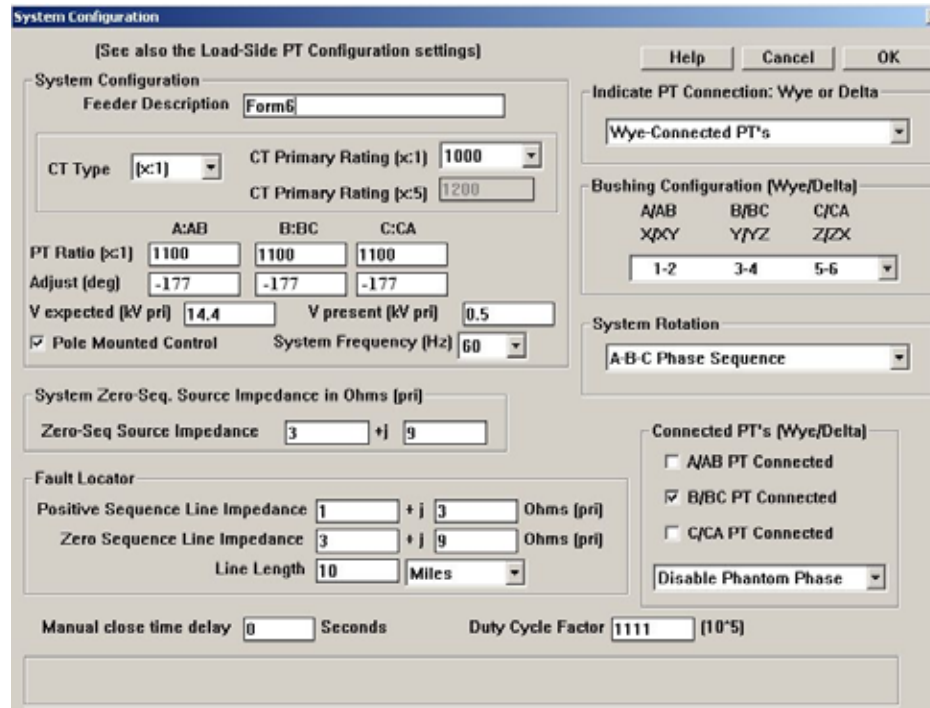 System Configuration
(See also the Load-Side PT Configuration settings)
Help
Cancel
OK
System Configuration
Feeder Description Form6
CT Type (x:1)
CT Primary Rating (x:1) 1000
CT Primary Rating (x:5) 1200
A:AB B:BC C:CA
PT Ratio (x:1) 1100 1100 1100
Adjust (deg) -177 -177 -177
V expected (kV pri) 14.4 V present (kV pri) 0.5
Pole Mounted Control System Frequency (Hz) 60
System Zero-Seq. Source Impedance in Ohms (pri)
Zero-Seq Source Impedance 3 +j 9
Fault Locator
Positive Sequence Line Impedance 1 + j 3 Ohms (pri)
Zero Sequence Line Impedance 3 + j 9 Ohms (pri)
Line Length 10 Miles
Indicate PT Connection: Wye or Delta
Wye-Connected PT's
Bushing Configuration (Wye/Delta)
A/AB B/BC C/CA
X/XY Y/YZ Z/ZX
1-2 3-4 5-6
System Rotation
A-B-C Phase Sequence
Connected PT's (Wye/Delta)
A/AB PT Connected
B/BC PT Connected
C/CA PT Connected
Disable Phantom Phase
Manual close time delay 0 Seconds Duty Cycle Factor 1111 (10^5)